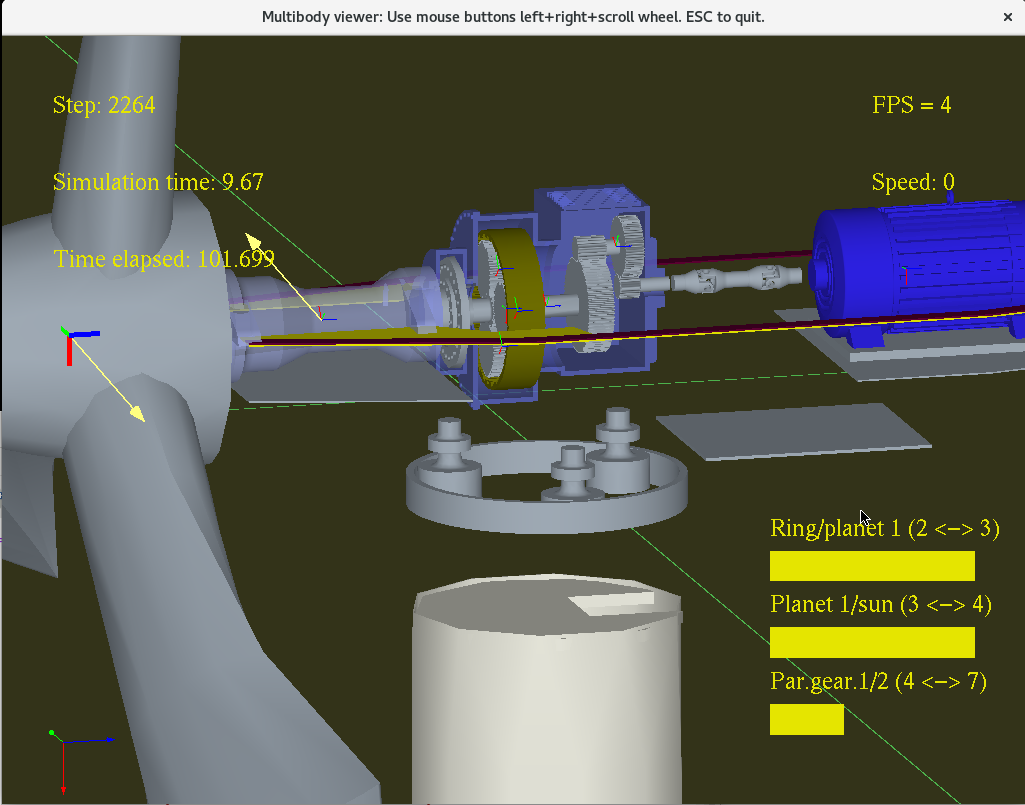 Multibody viewer: Use mouse buttons left+right+scroll wheel. ESC to quit.
Step: 2264
FPS = 4
Simulation time: 9.67
Speed: 0
Time elapsed: 101.699
Ring/planet 1 (2 <-> 3)
Planet 1/sun (3 <-> 4)
Par.gear.1/2 (4 <-> 7)